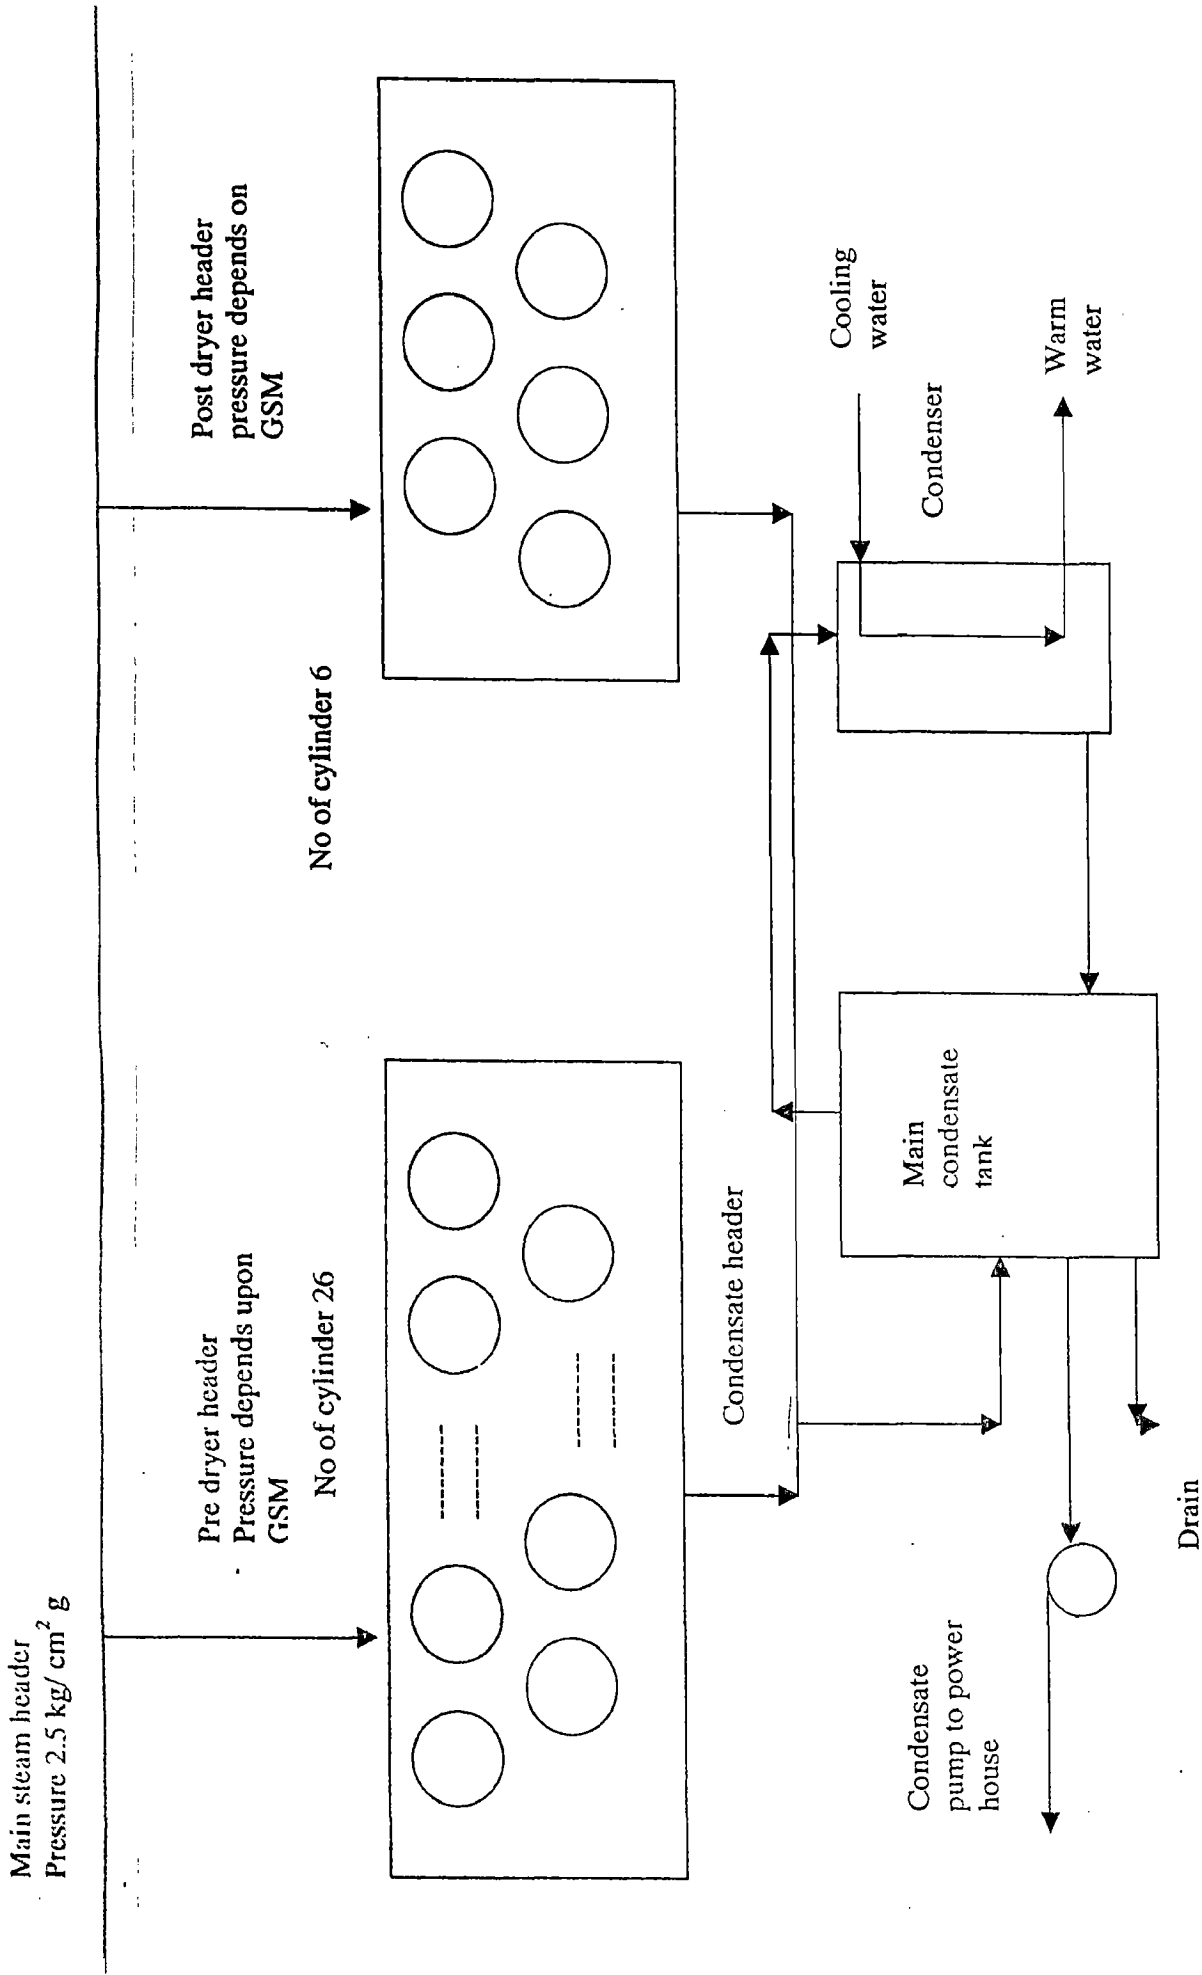 Main steam header
Pressure 2.5 kg/ cm² g
Pre dryer header
Pressure depends upon
GSM
No of cylinder 26
Post dryer header
pressure depends on
GSM
No of cylinder 6
Condensate header
Cooling
water
Condenser
Warm
water
Main
condensate
tank
Condensate
pump to power
house
Drain